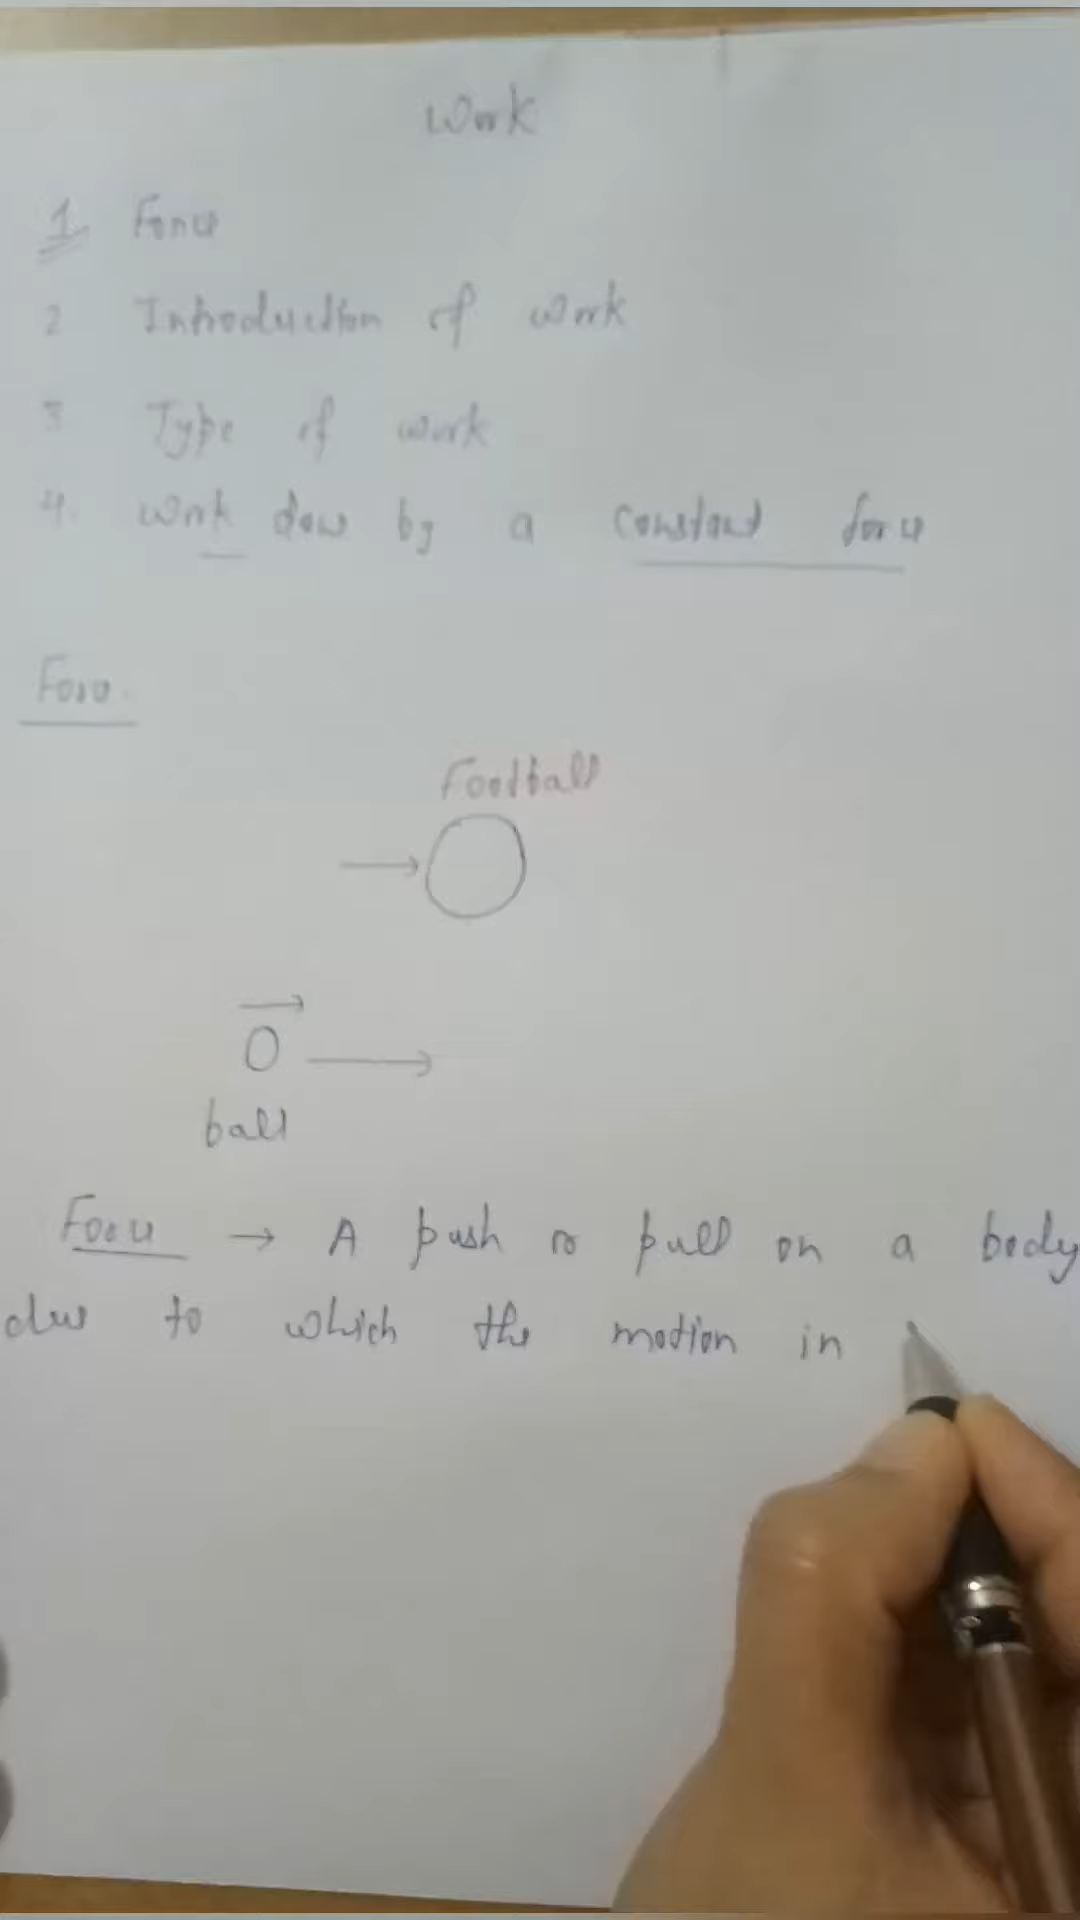 Work
1. Force
2 Introduction of work
3 Type of work
4. work done by a constant force
Force
Football
ball
Force → A push or pull on a body
due to which the motion in